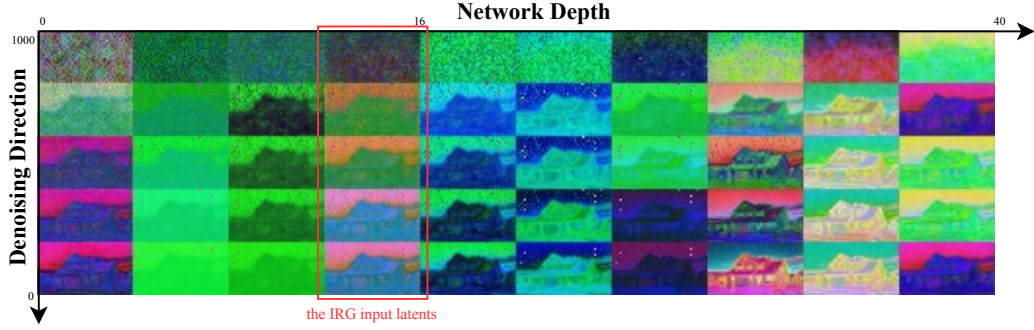 Network Depth
0
16
40
1000
Denoising Direction
0
the IRG input latents